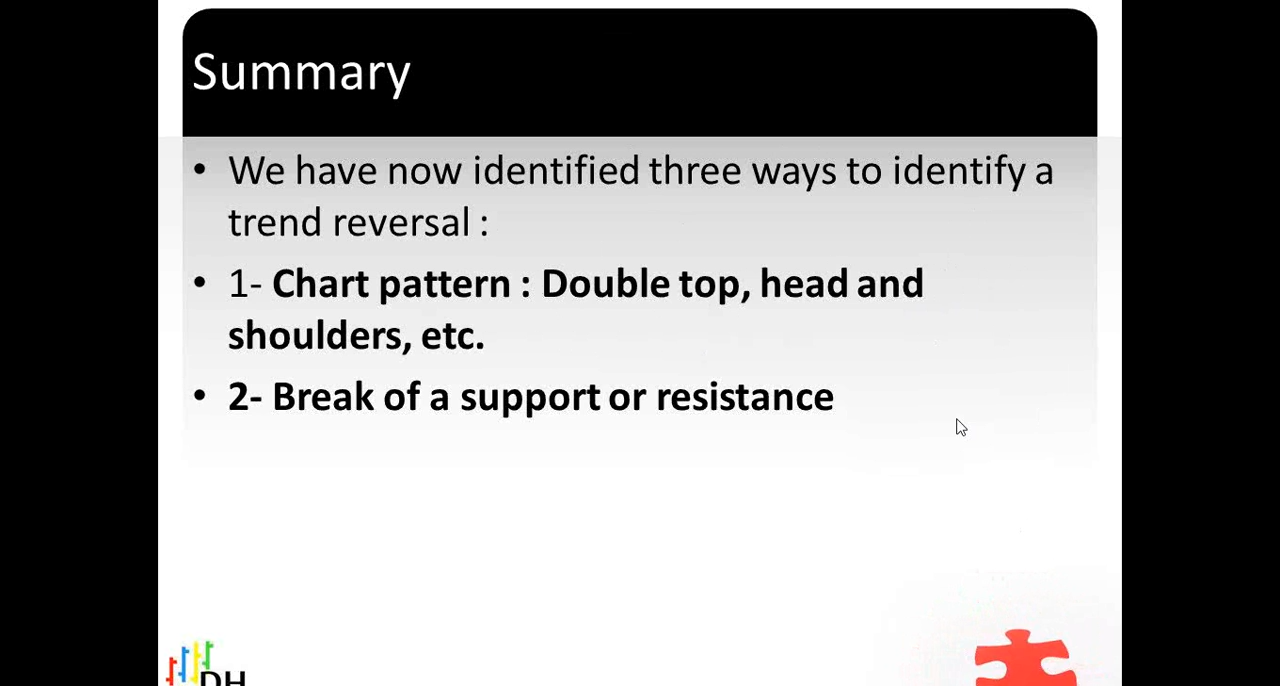 Summary
• We have now identified three ways to identify a
trend reversal :
• 1- Chart pattern : Double top, head and
shoulders, etc.
• 2- Break of a support or resistance
DH